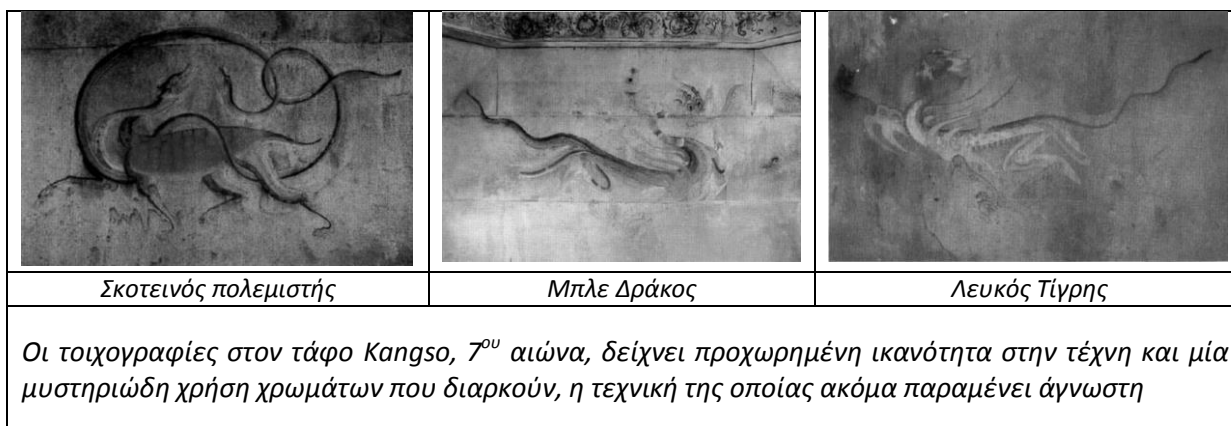 Σκοτεινός πολεμιστής
Μπλε Δράκος
Λευκός Τίγρης
Οι τοιχογραφίες στον τάφο Kangso, 7ου αιώνα, δείχνει προχωρημένη ικανότητα στην τέχνη και μία
μυστηριώδη χρήση χρωμάτων που διαρκούν, η τεχνική της οποίας ακόμα παραμένει άγνωστη